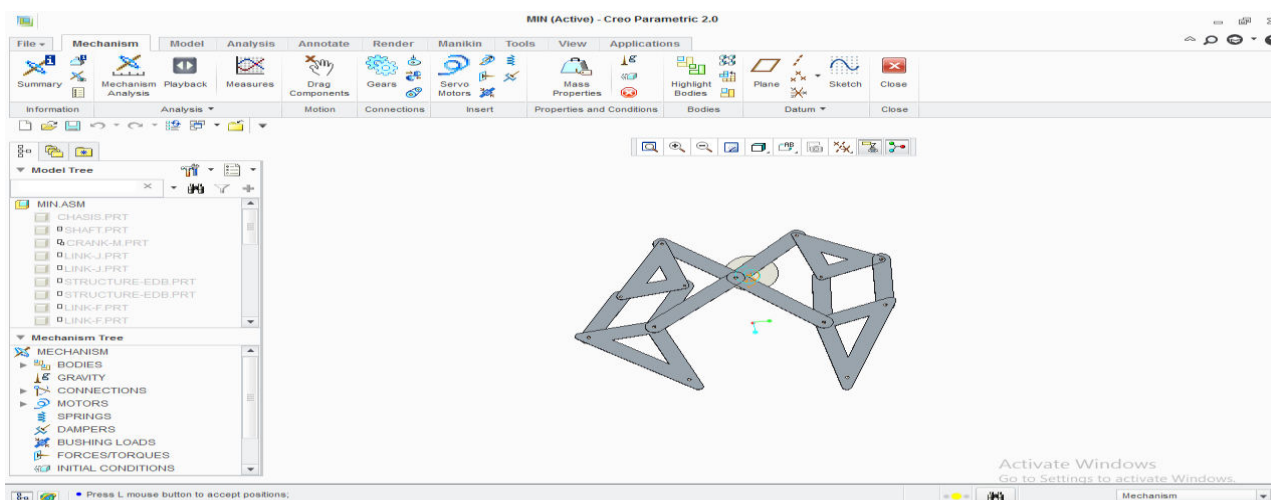 MIN (Active) - Creo Parametric 2.0
File Mechanism Model Analysis Annotate Render Manikin Tools View Applications
Summary Mechanism Analysis Playback Measures Drag Components Gears Servo Motors Mass Properties Highlight Bodies Plane Sketch Close
Information Analysis Motion Connections Insert Properties and Conditions Bodies Datum Close
Model Tree
MIN.ASM
CHASIS.PRT
SHAFT.PRT
CRANK-M.PRT
LINK-J.PRT
LINK-J.PRT
STRUCTURE-EDB.PRT
STRUCTURE-EDB.PRT
LINK-F.PRT
LINK-F.PRT
Mechanism Tree
MECHANISM
BODIES
GRAVITY
CONNECTIONS
MOTORS
SPRINGS
DAMPERS
BUSHING LOADS
FORCES/TORQUES
INITIAL CONDITIONS
Activate Windows
Go to Settings to activate Windows.
Press L mouse button to accept positions;
Mechanism